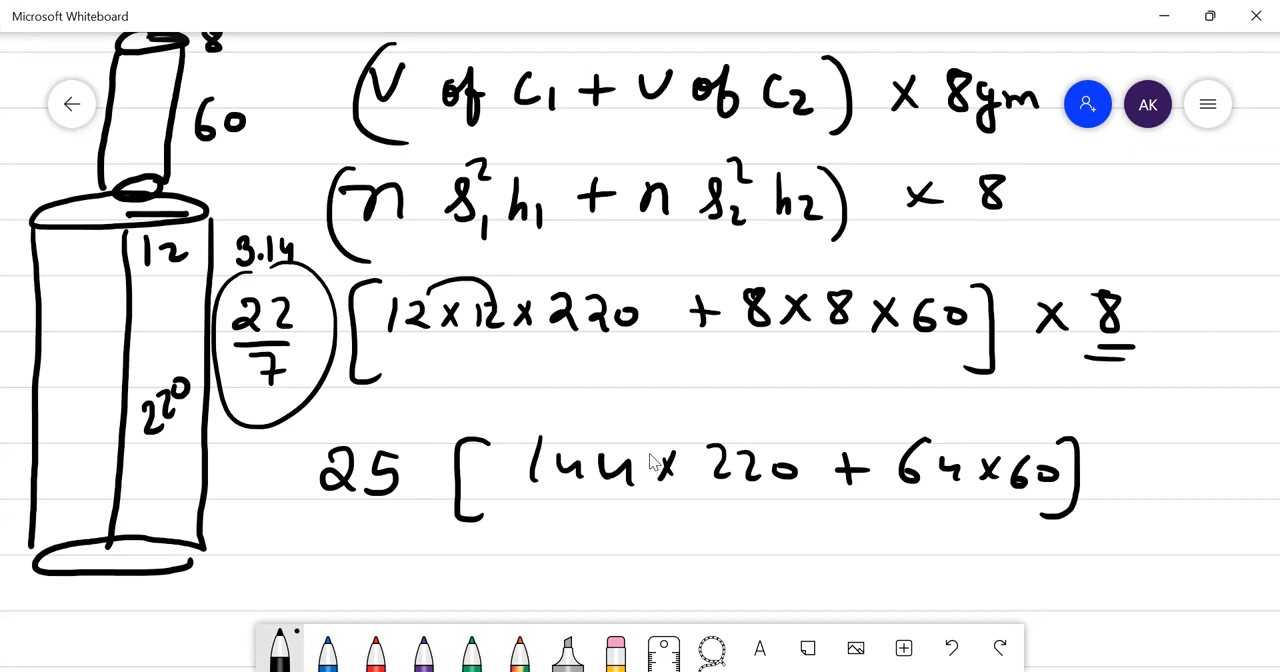 Microsoft Whiteboard
8
60
(V of C₁ + V of C₂) × 8gm
AK
(π r₁² h₁ + π r₂² h₂) × 8
12
3.14
22/7 [12 × 12 × 220 + 8 × 8 × 60] × 8
220
25 [144 × 220 + 64 × 60]
A